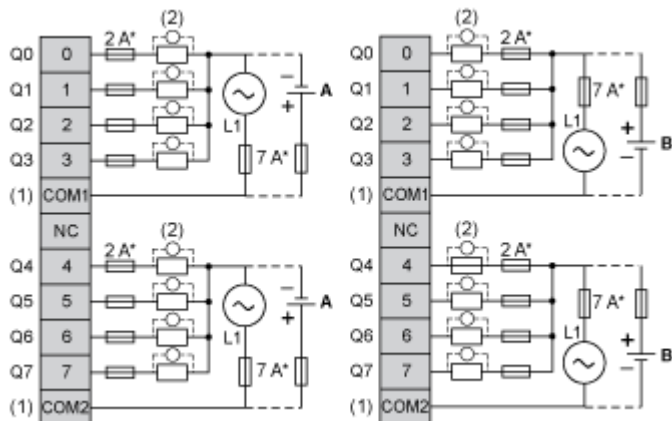 (2)
Q0 0 2 A*
Q1 1
Q2 2
Q3 3
(1) COM1
NC
− A +
L1
7 A*
(2)
Q4 4 2 A*
Q5 5
Q6 6
Q7 7
(1) COM2
− A +
L1
7 A*
(2)
Q0 0 2 A*
Q1 1
Q2 2
Q3 3
(1) COM1
NC
7 A*
L1
+ B −
(2)
Q4 4 2 A*
Q5 5
Q6 6
Q7 7
(1) COM2
7 A*
L1
+ B −